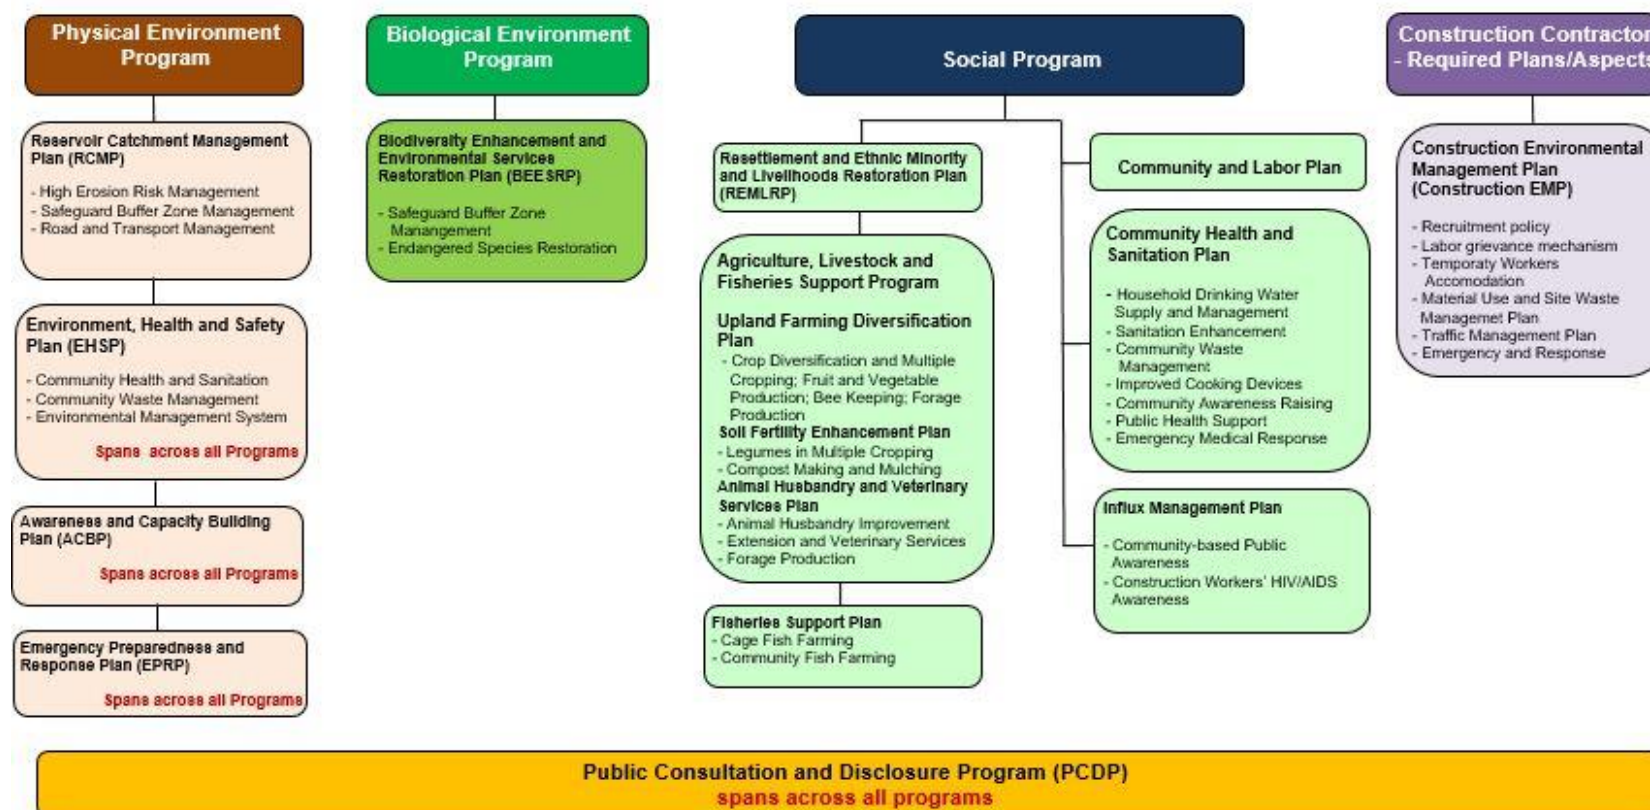 Physical Environment
Program
Reservoir Catchment Management
Plan (RCMP)
- High Erosion Risk Management
- Safeguard Buffer Zone Management
- Road and Transport Management
Environment, Health and Safety
Plan (EHSP)
- Community Health and Sanitation
- Community Waste Management
- Environmental Management System
Spans across all Programs
Awareness and Capacity Building
Plan (ACBP)
Spans across all Programs
Emergency Preparedness and
Response Plan (EPRP)
Spans across all Programs
Biological Environment
Program
Biodiversity Enhancement and
Environmental Services
Restoration Plan (BEESRP)
- Safeguard Buffer Zone
Manangement
- Endangered Species Restoration
Social Program
Resettlement and Ethnic Minority
and Livelihoods Restoration Plan
(REMLRP)
Agriculture, Livestock and
Fisheries Support Program
Upland Farming Diversification
Plan
- Crop Diversification and Multiple
Cropping; Fruit and Vegetable
Production; Bee Keeping; Forage
Production
Soil Fertility Enhancement Plan
- Legumes in Multiple Cropping
- Compost Making and Mulching
Animal Husbandry and Veterinary
Services Plan
- Animal Husbandry Improvement
- Extension and Veterinary Services
- Forage Production
Fisheries Support Plan
- Cage Fish Farming
- Community Fish Farming
Community and Labor Plan
Community Health and
Sanitation Plan
- Household Drinking Water
Supply and Management
- Sanitation Enhancement
- Community Waste
Management
- Improved Cooking Devices
- Community Awareness Raising
- Public Health Support
- Emergency Medical Response
Influx Management Plan
- Community-based Public
Awareness
- Construction Workers' HIV/AIDS
Awareness
Construction Contractor
- Required Plans/Aspects
Construction Environmental
Management Plan
(Construction EMP)
- Recruitment policy
- Labor grievance mechanism
- Temporaty Workers
Accomodation
- Material Use and Site Waste
Managemet Plan
- Traffic Management Plan
- Emergency and Response
Public Consultation and Disclosure Program (PCDP)
spans across all programs